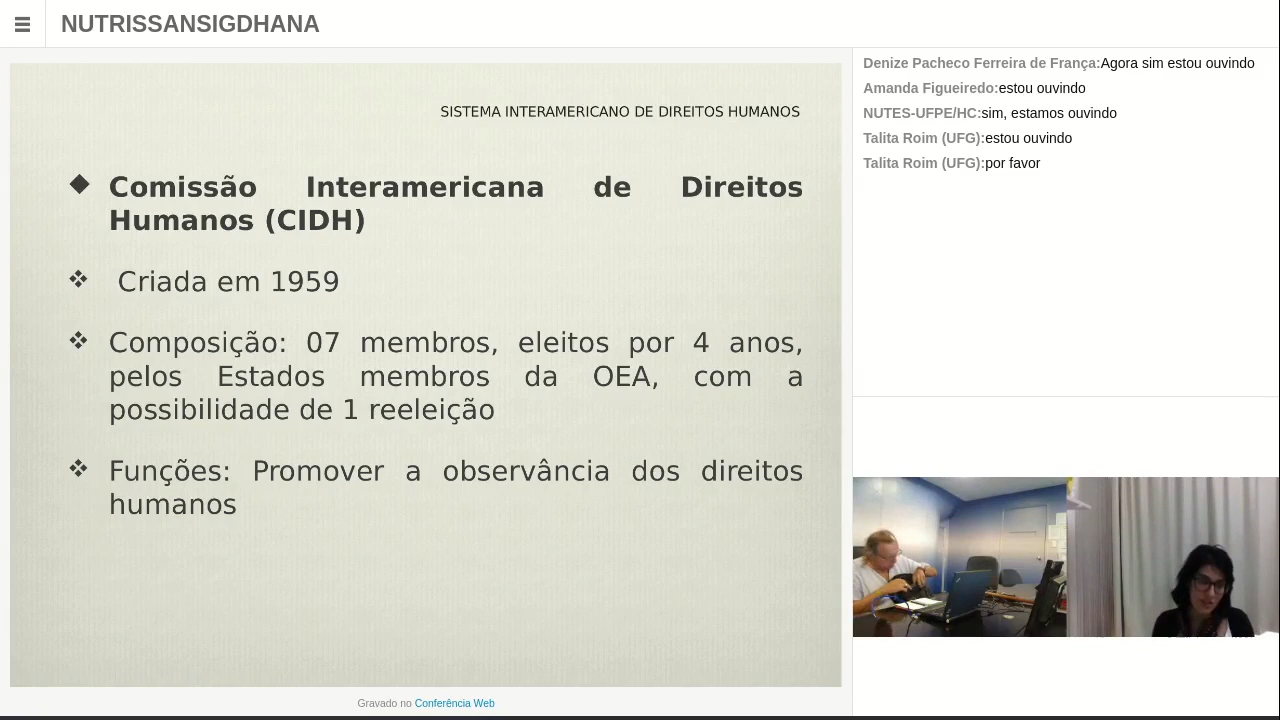 NUTRISSANSIGDHANA
SISTEMA INTERAMERICANO DE DIREITOS HUMANOS
Comissão Interamericana de Direitos
Humanos (CIDH)
Criada em 1959
Composição: 07 membros, eleitos por 4 anos,
pelos Estados membros da OEA, com a
possibilidade de 1 reeleição
Funções: Promover a observância dos direitos
humanos
Gravado no Conferência Web
Denize Pacheco Ferreira de França:Agora sim estou ouvindo
Amanda Figueiredo:estou ouvindo
NUTES-UFPE/HC:sim, estamos ouvindo
Talita Roim (UFG):estou ouvindo
Talita Roim (UFG):por favor